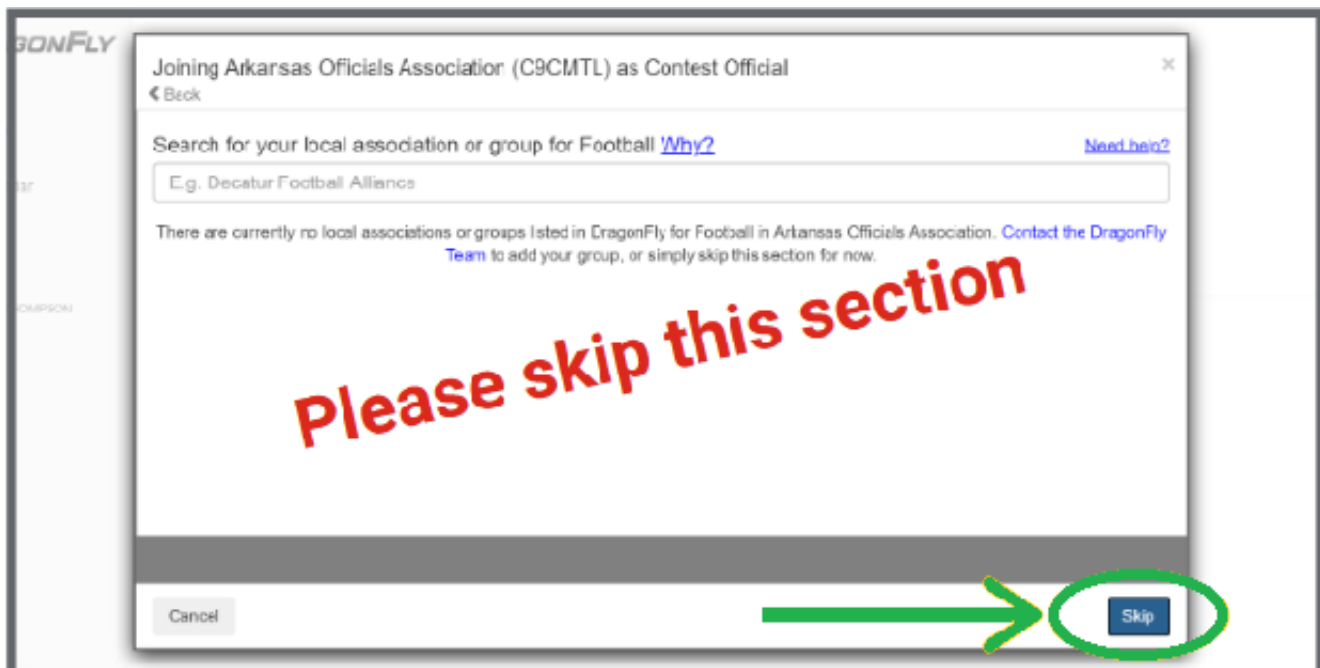 GONFLY
Joining Arkansas Officials Association (C9CMTL) as Contest Official
×
Back
Search for your local association or group for Football Why?
Need help?
E.g. Decatur Football Alliance
There are currently no local associations or groups listed in DragonFly for Football in Arkansas Officials Association. Contact the DragonFly
Team to add your group, or simply skip this section for now.
OMPSON
Please skip this section
Cancel
Skip